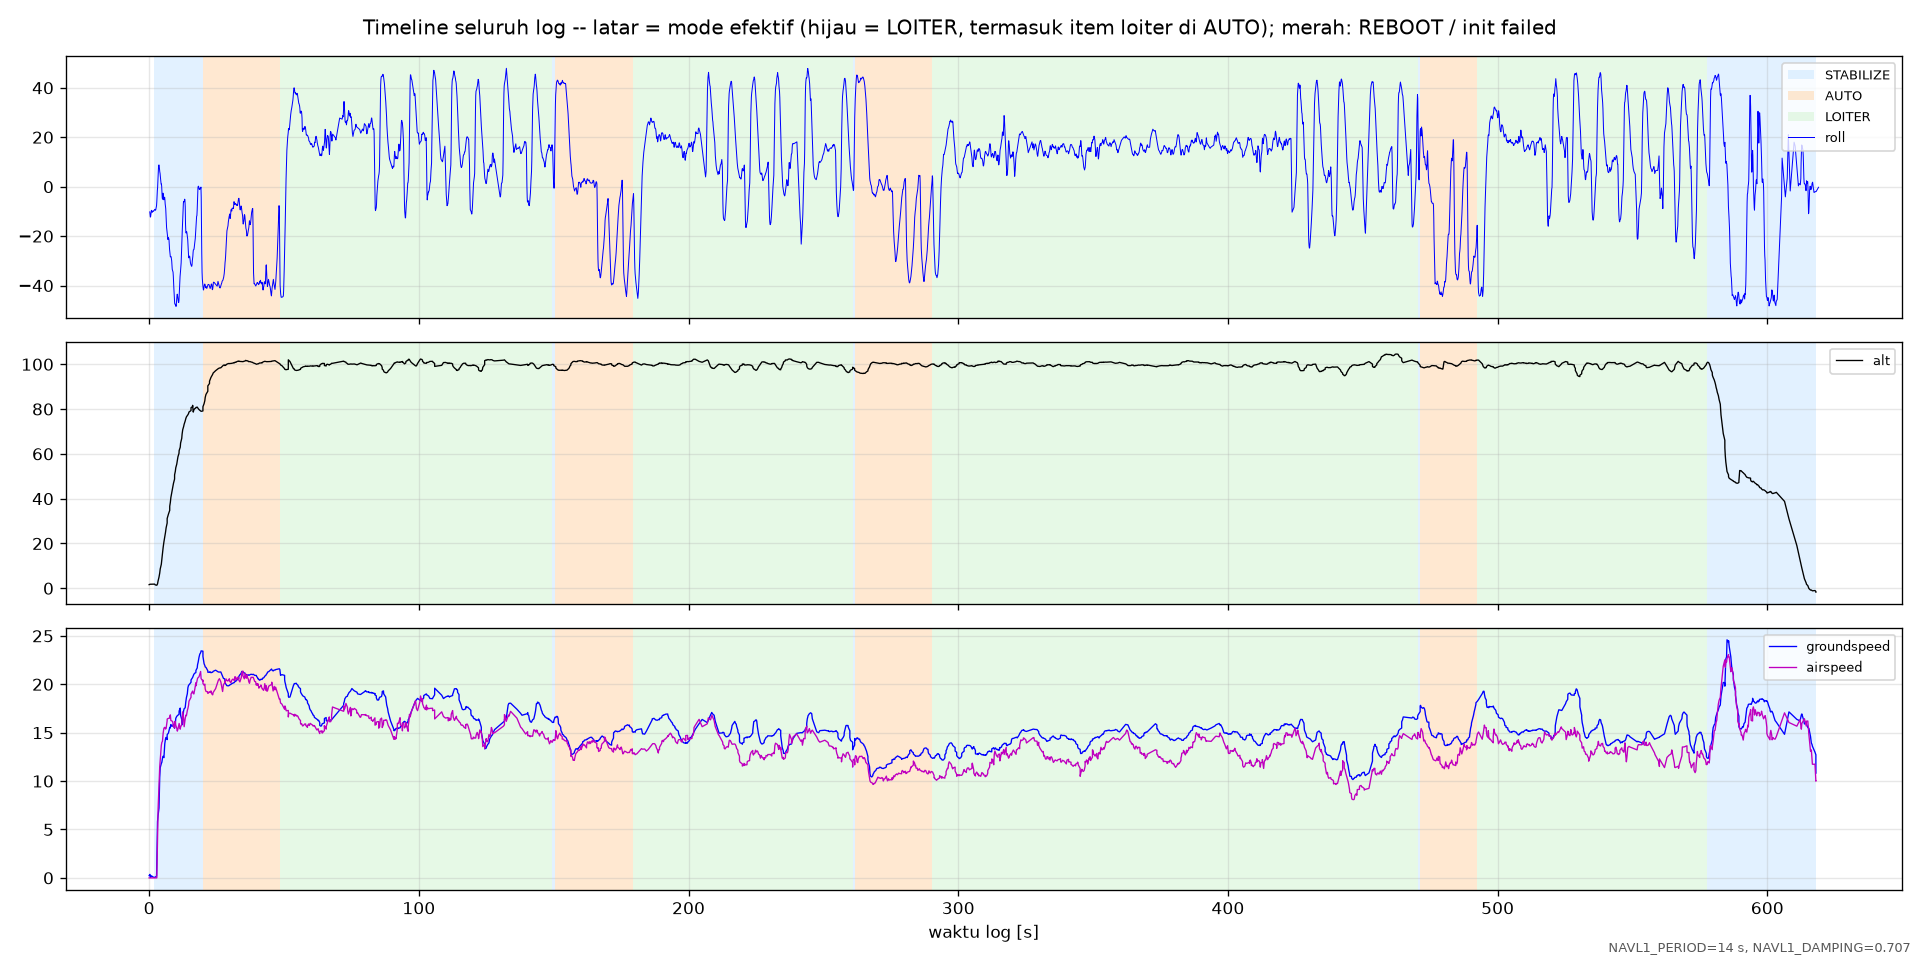 Timeline seluruh log -- latar = mode efektif (hijau = LOITER, termasuk item loiter di AUTO); merah: REBOOT / init failed
40
20
0
−20
−40
STABILIZE
AUTO
LOITER
roll
100
80
60
40
20
0
alt
25
20
15
10
5
0
groundspeed
airspeed
0 100 200 300 400 500 600
waktu log [s]
NAVL1_PERIOD=14 s, NAVL1_DAMPING=0.707